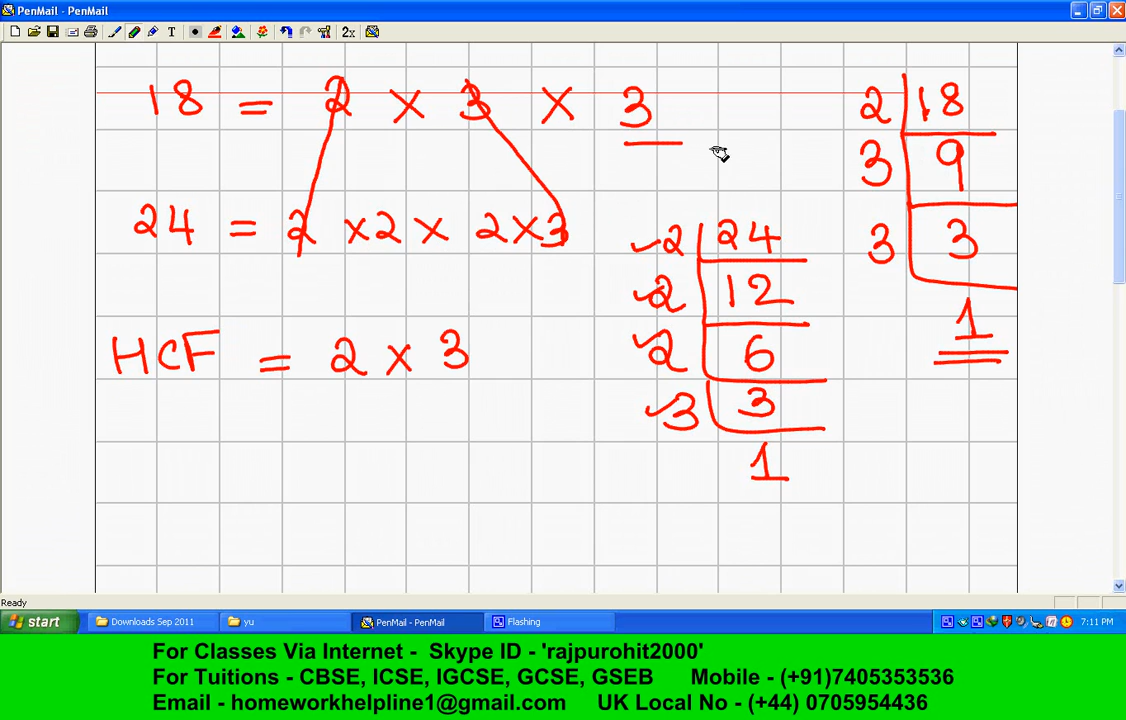 PenMail - PenMail
T 2x
18 = 2 × 3 × 3
24 = 2 × 2 × 2 × 3
HCF = 2 × 3
2 | 24
2 | 12
2 | 6
3 | 3
1
2 | 18
3 | 9
3 | 3
1
Ready
start
Downloads Sep 2011
yu
PenMail - PenMail
Flashing
7:11 PM
For Classes Via Internet - Skype ID - 'rajpurohit2000'
For Tuitions - CBSE, ICSE, IGCSE, GCSE, GSEB Mobile - (+91)7405353536
Email - homeworkhelpline1@gmail.com UK Local No - (+44) 0705954436